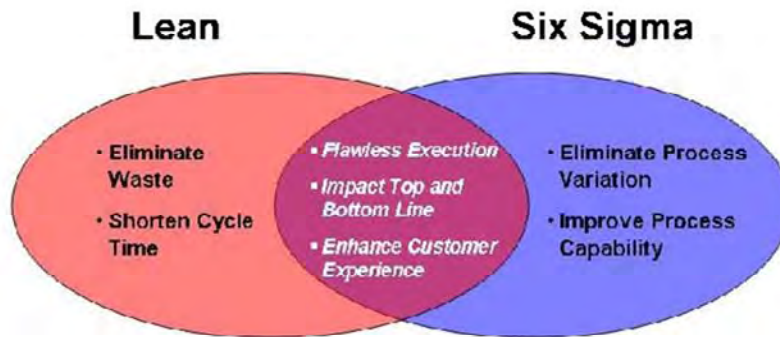 Lean
Six Sigma
• Eliminate
Waste
• Shorten Cycle
Time
▪ Flawless Execution
▪ Impact Top and
Bottom Line
▪ Enhance Customer
Experience
• Eliminate Process
Variation
• Improve Process
Capability